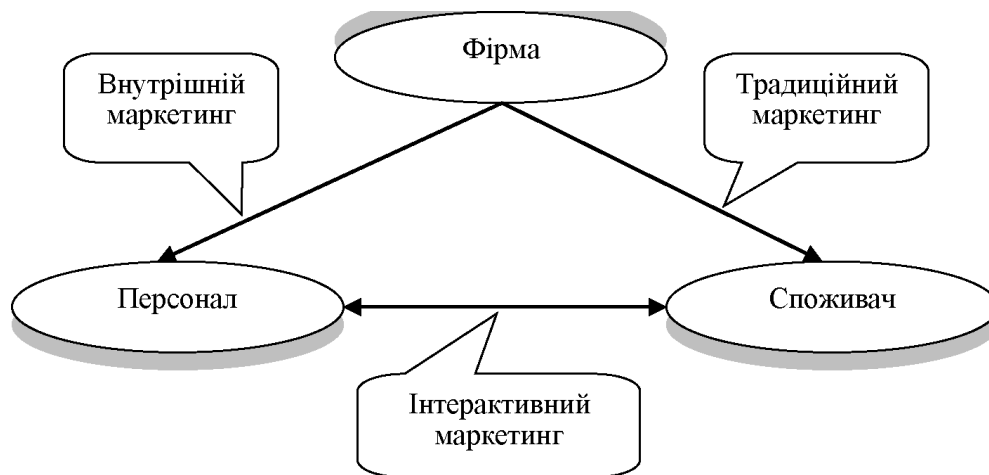 Фірма
Внутрішній
маркетинг
Традиційний
маркетинг
Персонал
Споживач
Інтерактивний
маркетинг